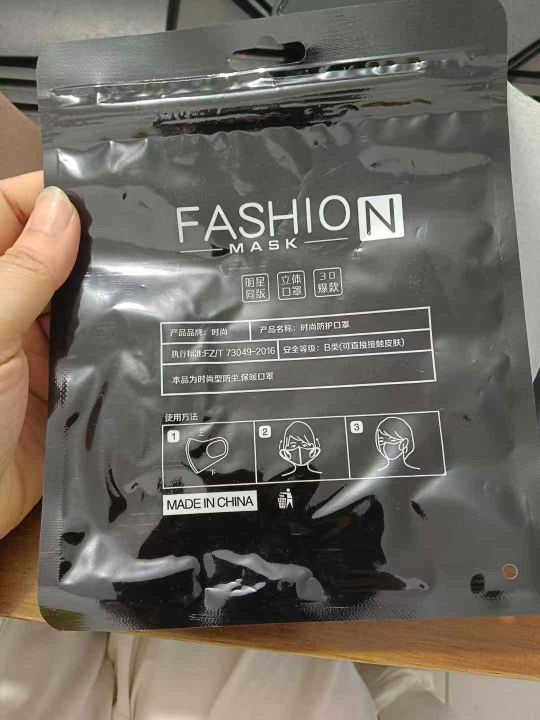 FASHION
MASK
明星同版 立体口罩 3D爆款
产品品牌：时尚 产品名称：时尚防护口罩
执行标准:FZ/T 73049-2016 安全等级：B类(可直接接触皮肤)
本品为时尚型防尘.保暖口罩
使用方法
1 上 下 2 3
MADE IN CHINA